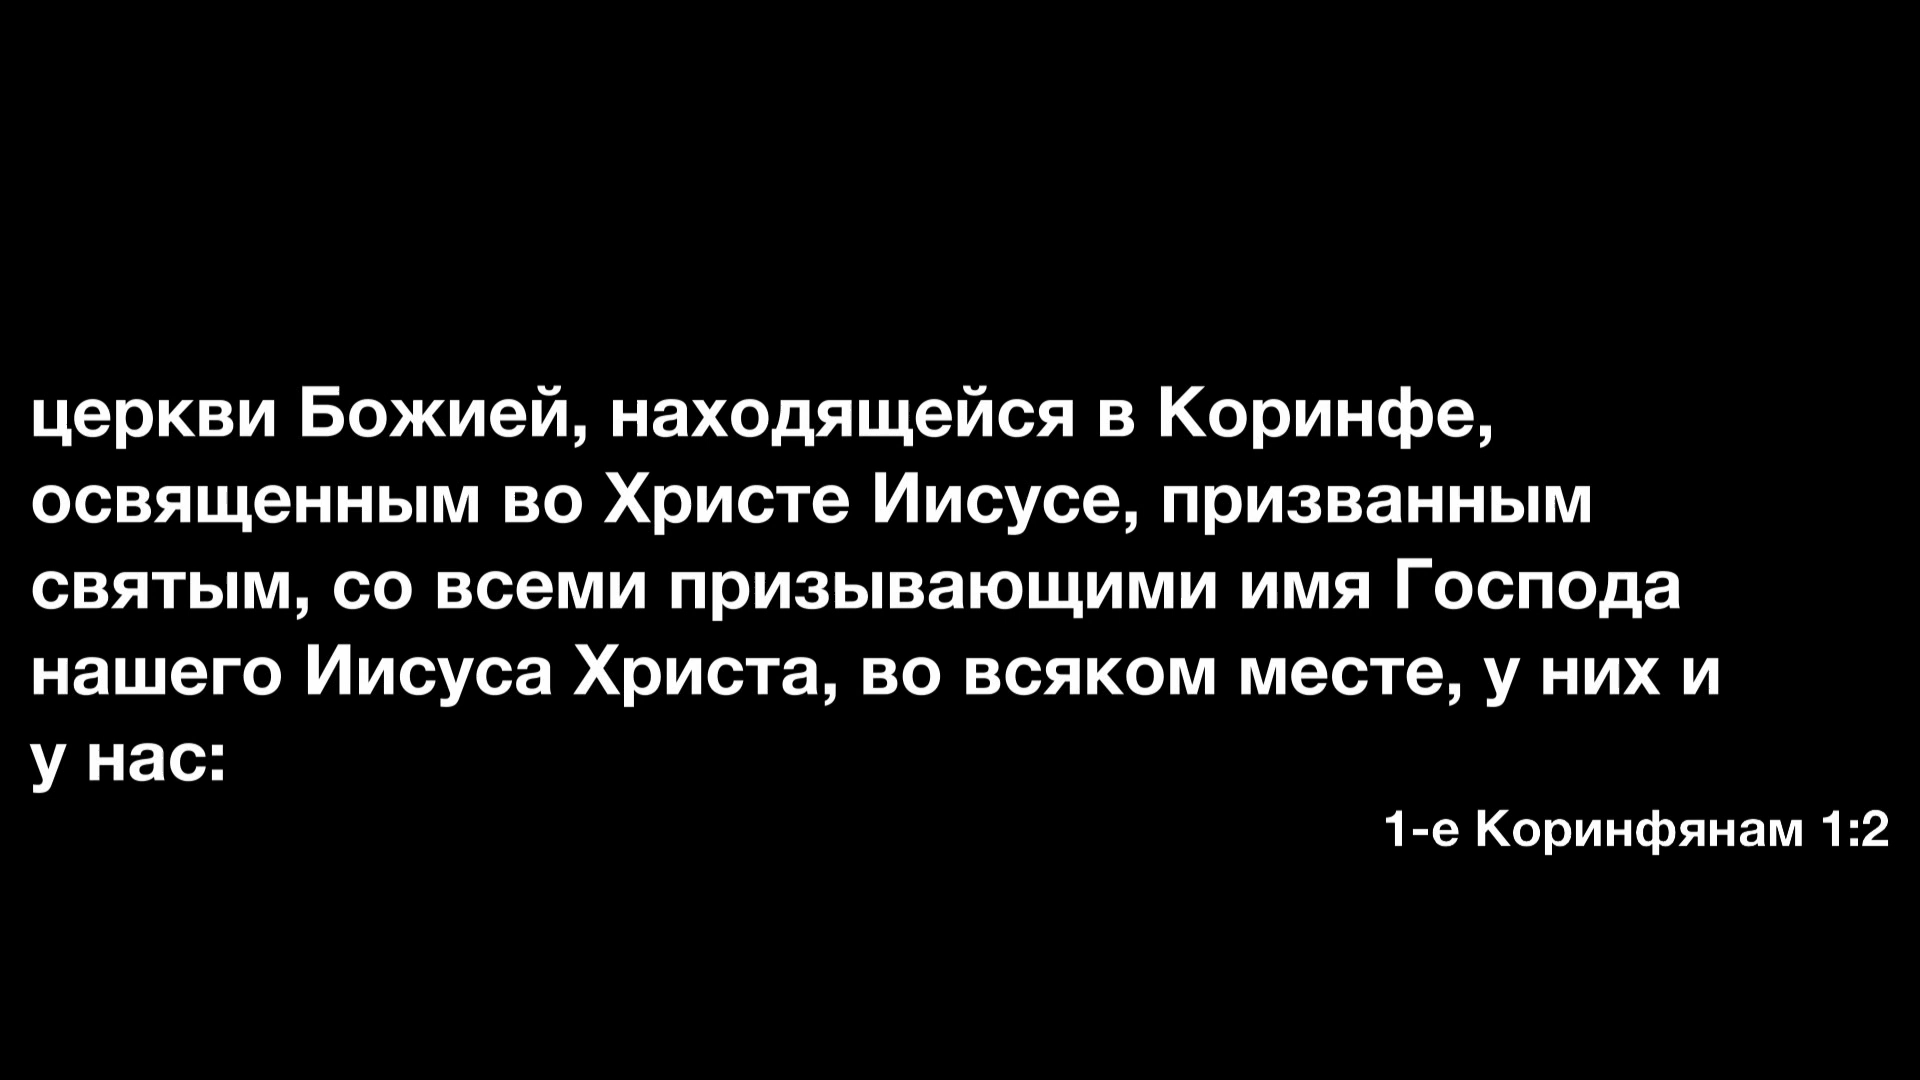 церкви Божией, находящейся в Коринфе,
освященным во Христе Иисусе, призванным
святым, со всеми призывающими имя Господа
нашего Иисуса Христа, во всяком месте, у них и
у нас:
1-е Коринфянам 1:2